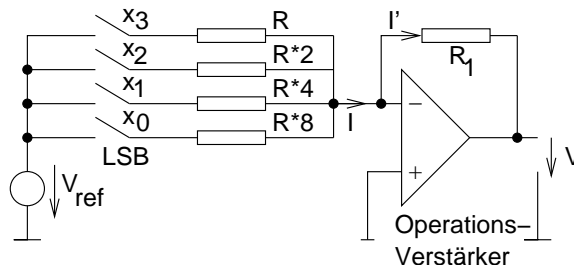 x3 R
x2 R*2
x1 R*4
x0 R*8
LSB
Vref
I
I' R1
−
+
V
Operations−
Verstärker